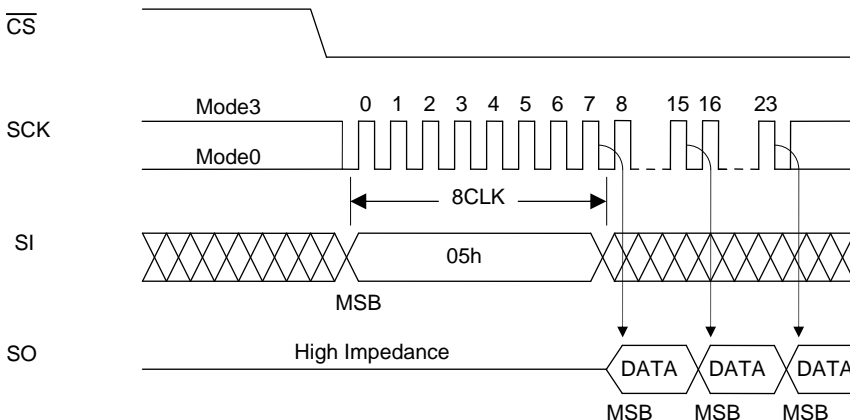 CS
Mode3
0 1 2 3 4 5 6 7 8 15 16 23
SCK
Mode0
8CLK
SI
05h
MSB
SO
High Impedance
DATA DATA DATA
MSB MSB MSB